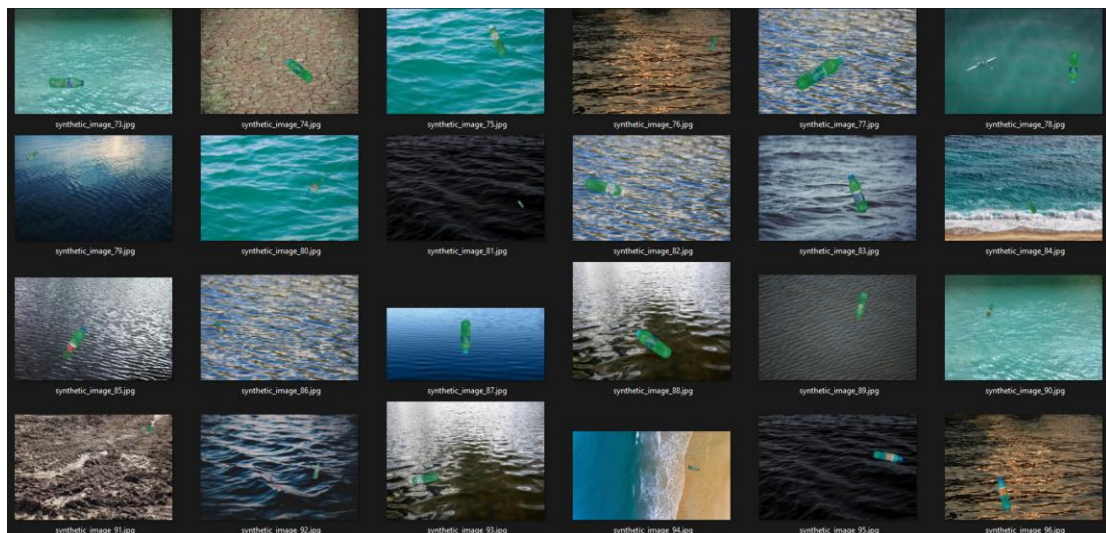 synthetic_image_73.jpg
synthetic_image_74.jpg
synthetic_image_75.jpg
synthetic_image_76.jpg
synthetic_image_77.jpg
synthetic_image_78.jpg
synthetic_image_79.jpg
synthetic_image_80.jpg
synthetic_image_81.jpg
synthetic_image_82.jpg
synthetic_image_83.jpg
synthetic_image_84.jpg
synthetic_image_85.jpg
synthetic_image_86.jpg
synthetic_image_87.jpg
synthetic_image_88.jpg
synthetic_image_89.jpg
synthetic_image_90.jpg
synthetic_image_91.jpg
synthetic_image_92.jpg
synthetic_image_93.jpg
synthetic_image_94.jpg
synthetic_image_95.jpg
synthetic_image_96.jpg